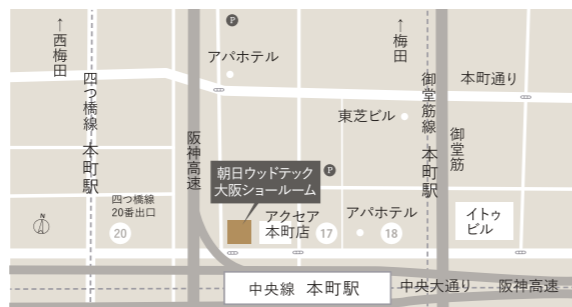 P
↑西梅田
アパホテル
↑梅田
四つ橋線 本町駅
御堂筋線 本町駅
本町通り
東芝ビル
御堂筋
阪神高速
P
朝日ウッドテック
大阪ショールーム
四つ橋線
20番出口
20
N
アクセア
本町店
17
アパホテル
18
イトゥ
ビル
中央線 本町駅
中央大通り
阪神高速